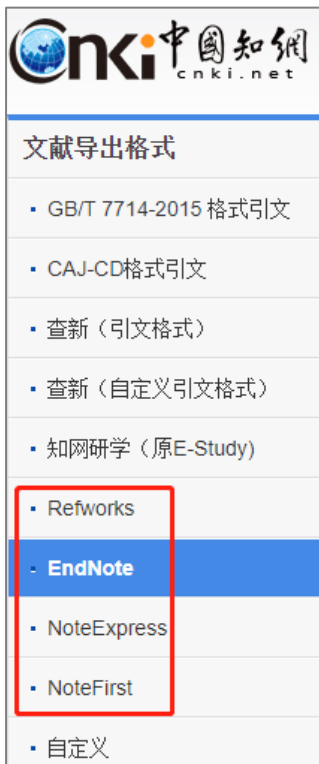 Cnki中國知网
cnki.net
文献导出格式
GB/T 7714-2015 格式引文
CAJ-CD格式引文
查新（引文格式）
查新（自定义引文格式）
知网研学（原E-Study)
Refworks
EndNote
NoteExpress
NoteFirst
自定义